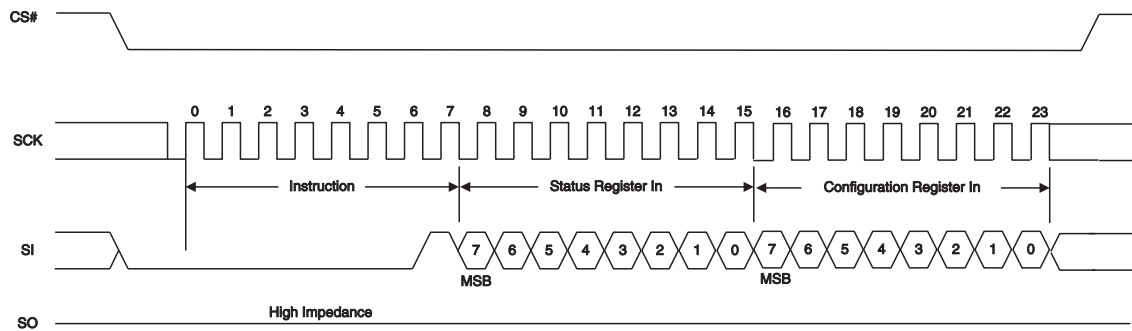 CS#
0 1 2 3 4 5 6 7 8 9 10 11 12 13 14 15 16 17 18 19 20 21 22 23
SCK
Instruction Status Register In Configuration Register In
SI 7 6 5 4 3 2 1 0 7 6 5 4 3 2 1 0
MSB MSB
High Impedance
SO